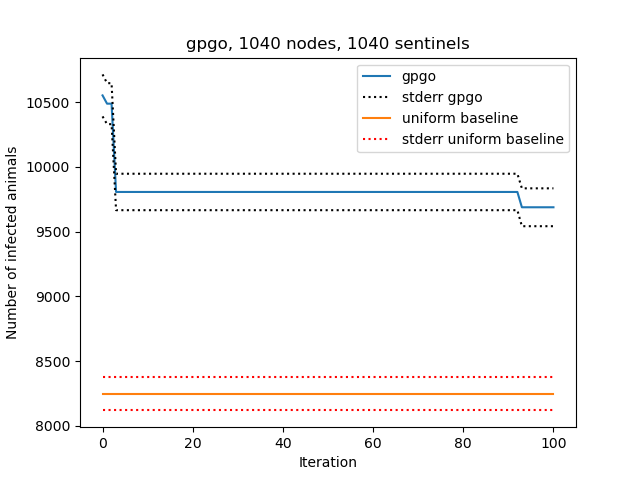 gpgo, 1040 nodes, 1040 sentinels
gpgo
stderr gpgo
uniform baseline
stderr uniform baseline
Number of infected animals
10500
10000
9500
9000
8500
8000
0 20 40 60 80 100
Iteration